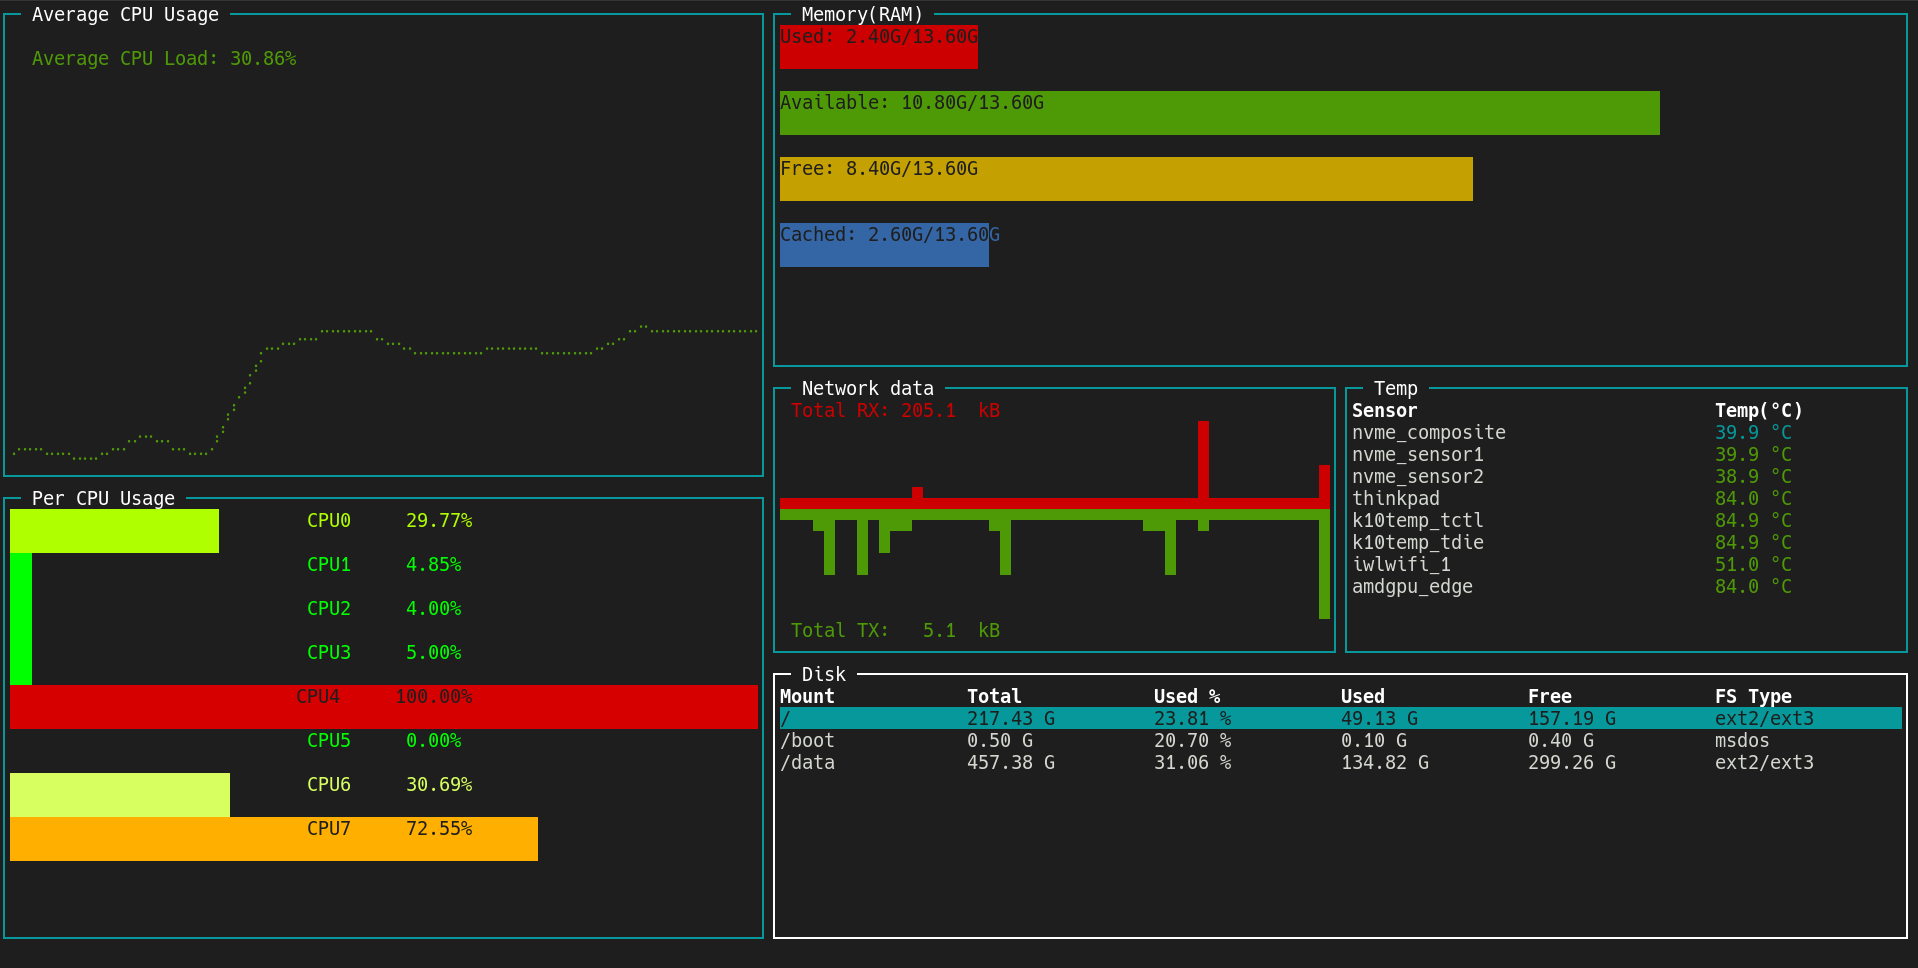 Average CPU Usage
Average CPU Load: 30.86%
Per CPU Usage
CPU0 29.77%
CPU1 4.85%
CPU2 4.00%
CPU3 5.00%
CPU4 100.00%
CPU5 0.00%
CPU6 30.69%
CPU7 72.55%
Memory(RAM)
Used: 2.40G/13.60G
Available: 10.80G/13.60G
Free: 8.40G/13.60G
Cached: 2.60G/13.60G
Network data
Total RX: 205.1 kB
Total TX: 5.1 kB
Temp
Sensor Temp(°C)
nvme_composite 39.9 °C
nvme_sensor1 39.9 °C
nvme_sensor2 38.9 °C
thinkpad 84.0 °C
k10temp_tctl 84.9 °C
k10temp_tdie 84.9 °C
iwlwifi_1 51.0 °C
amdgpu_edge 84.0 °C
Disk
Mount Total Used % Used Free FS Type
/ 217.43 G 23.81 % 49.13 G 157.19 G ext2/ext3
/boot 0.50 G 20.70 % 0.10 G 0.40 G msdos
/data 457.38 G 31.06 % 134.82 G 299.26 G ext2/ext3